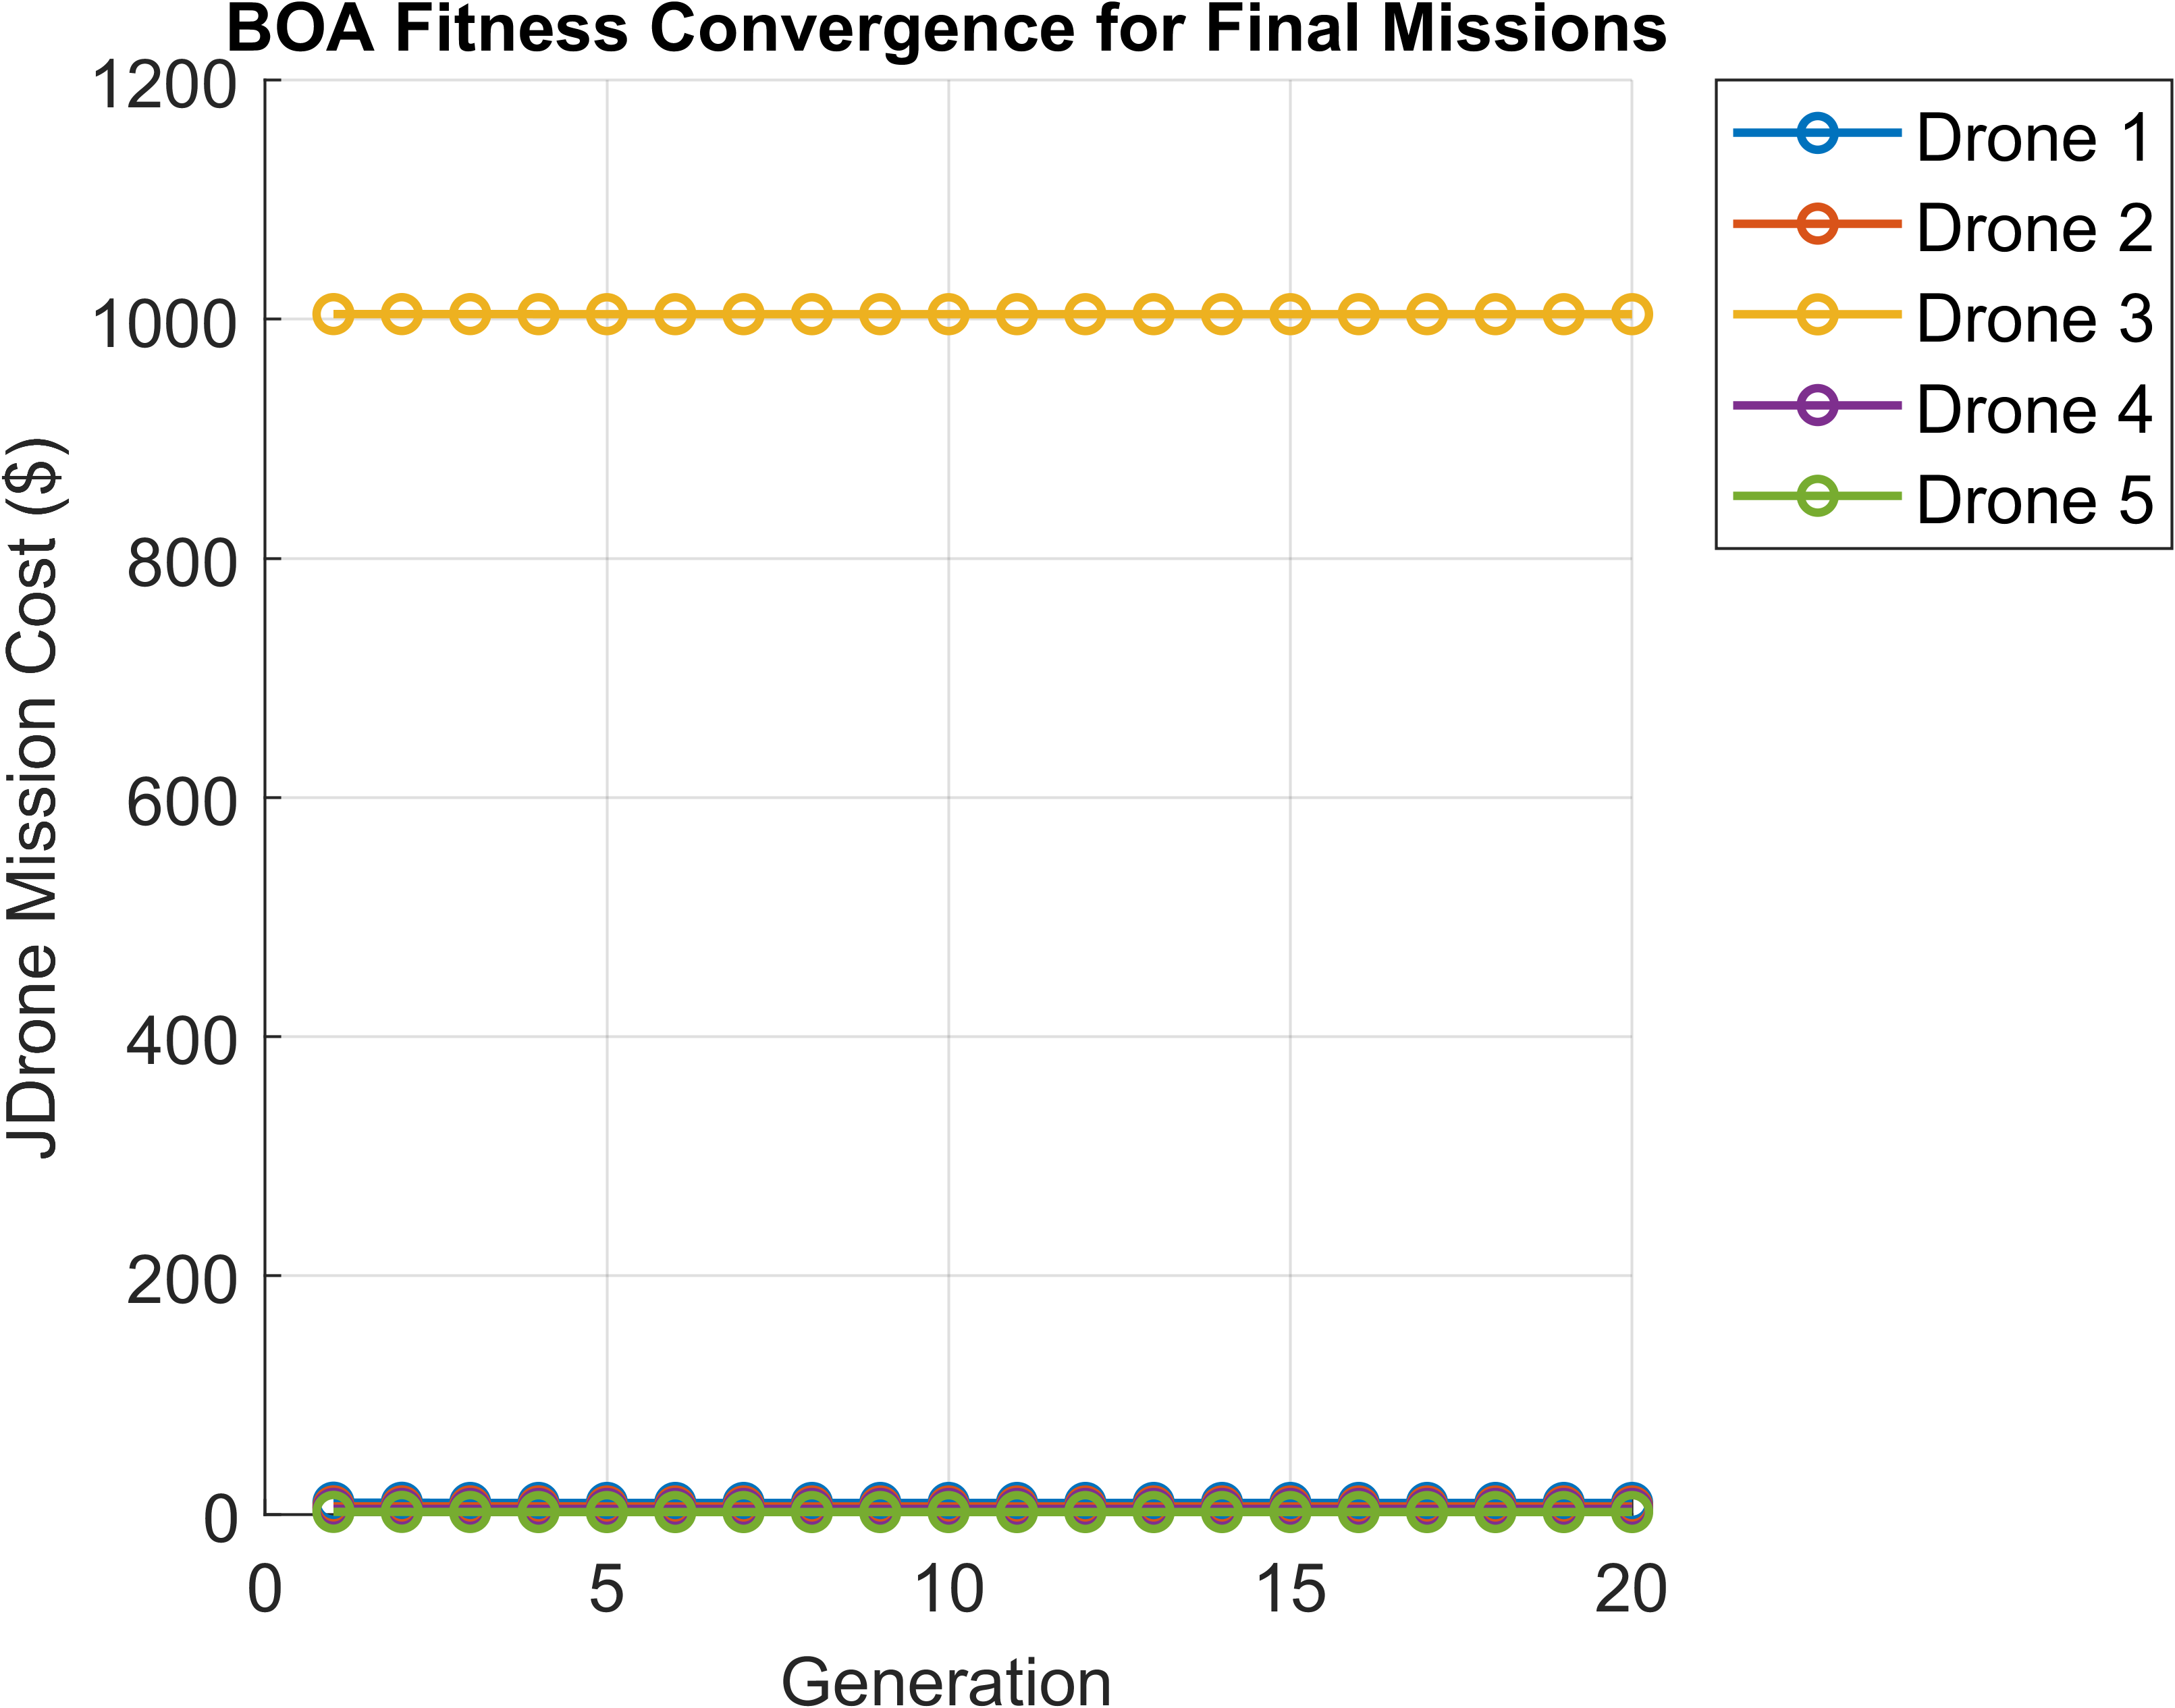 BOA Fitness Convergence for Final Missions
1200
1000
800
600
400
200
0
JDrone Mission Cost ($)
0 5 10 15 20
Generation
Drone 1
Drone 2
Drone 3
Drone 4
Drone 5